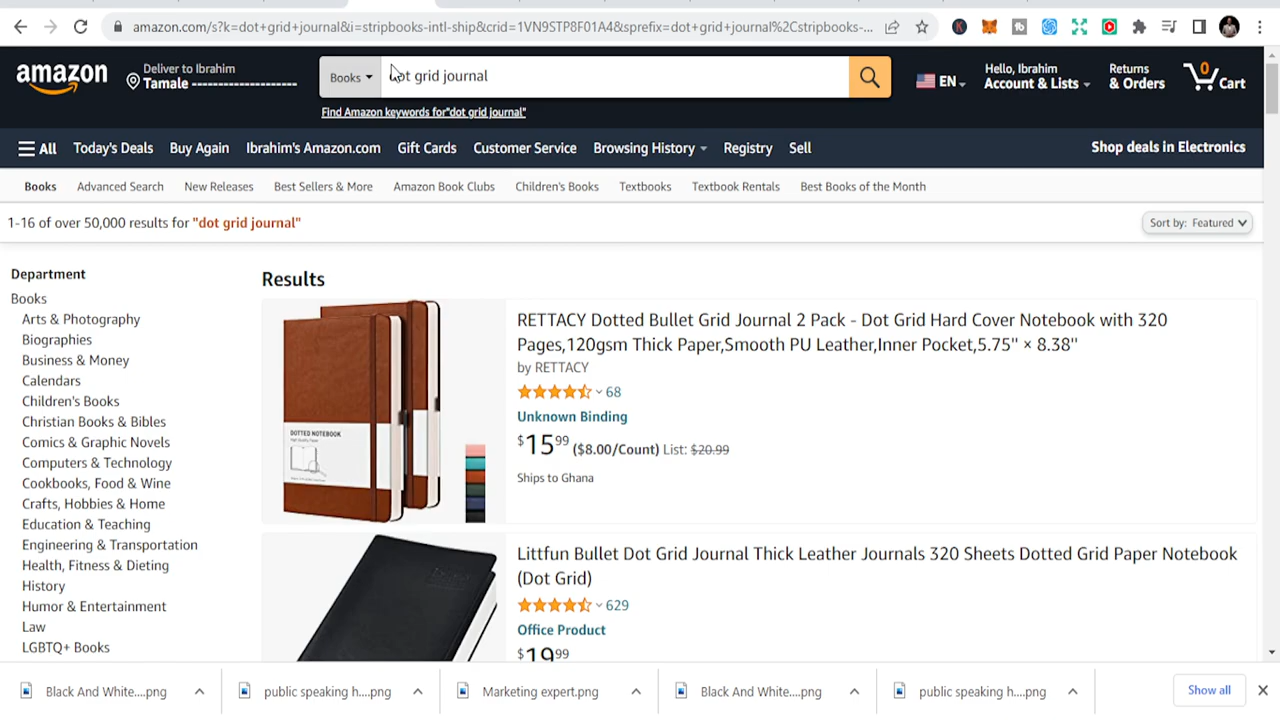 amazon.com/s?k=dot+grid+journal&i=stripbooks-intl-ship&crid=1VN9STP8F01A4&sprefix=dot+grid+journal%2Cstripbooks-...
amazon
Deliver to Ibrahim
Tamale
Books
dot grid journal
EN
Hello, Ibrahim
Account & Lists
Returns
& Orders
0
Cart
Find Amazon keywords for"dot grid journal"
All
Today's Deals
Buy Again
Ibrahim's Amazon.com
Gift Cards
Customer Service
Browsing History
Registry
Sell
Shop deals in Electronics
Books
Advanced Search
New Releases
Best Sellers & More
Amazon Book Clubs
Children's Books
Textbooks
Textbook Rentals
Best Books of the Month
1-16 of over 50,000 results for "dot grid journal"
Sort by: Featured
Department
Books
Arts & Photography
Biographies
Business & Money
Calendars
Children's Books
Christian Books & Bibles
Comics & Graphic Novels
Computers & Technology
Cookbooks, Food & Wine
Crafts, Hobbies & Home
Education & Teaching
Engineering & Transportation
Health, Fitness & Dieting
History
Humor & Entertainment
Law
LGBTQ+ Books
Results
DOTTED NOTEBOOK
RETTACY Dotted Bullet Grid Journal 2 Pack - Dot Grid Hard Cover Notebook with 320
Pages,120gsm Thick Paper,Smooth PU Leather,Inner Pocket,5.75'' × 8.38''
by RETTACY
68
Unknown Binding
$15.99 ($8.00/Count) List: $20.99
Ships to Ghana
Littfun Bullet Dot Grid Journal Thick Leather Journals 320 Sheets Dotted Grid Paper Notebook
(Dot Grid)
629
Office Product
$19.99
Black And White....png
public speaking h....png
Marketing expert.png
Black And White....png
public speaking h....png
Show all